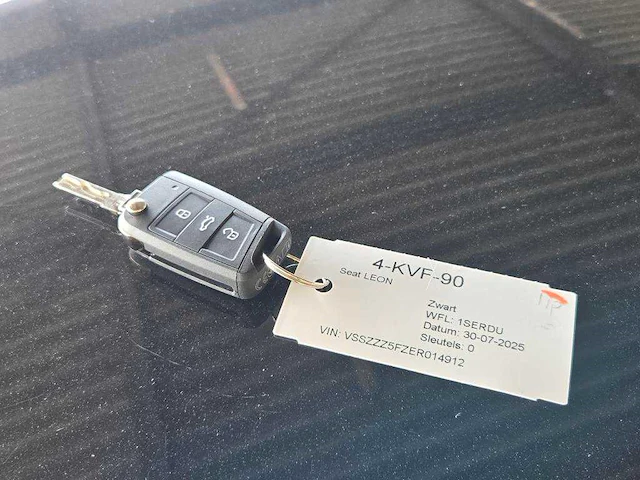 4-KVF-90
Seat LEON
Zwart
WFL: 1SERDU
Datum: 30-07-2025
Sleutels: 0
VIN: VSSZZZ5FZER014912